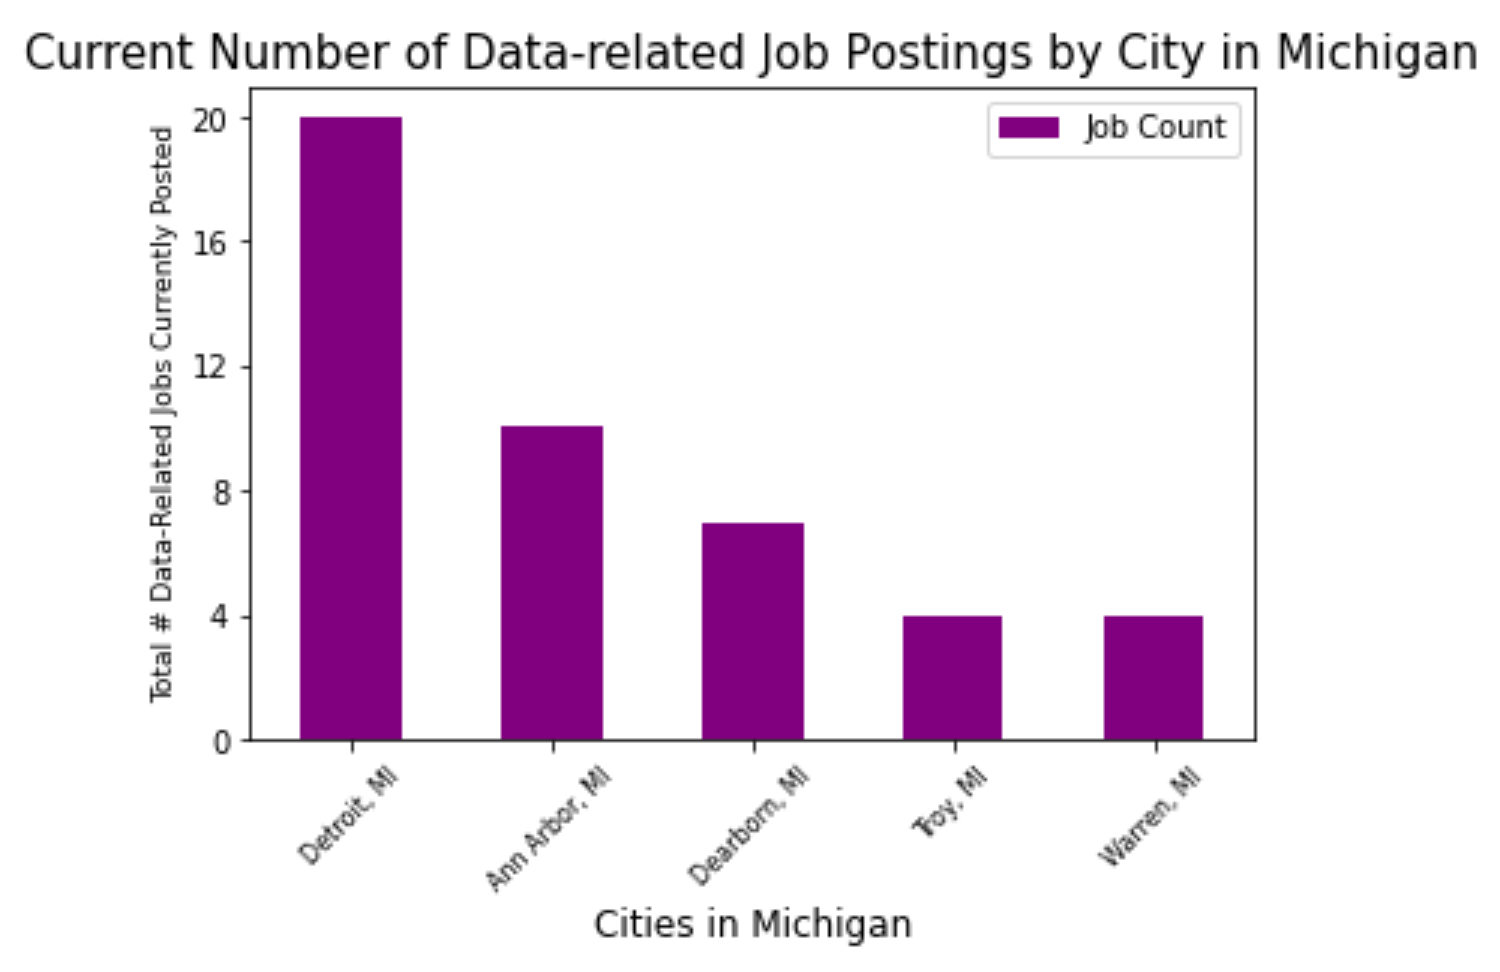 Current Number of Data-related Job Postings by City in Michigan
Job Count
Total # Data-Related Jobs Currently Posted
20
16
12
8
4
0
Detroit, MI
Ann Arbor, MI
Dearborn, MI
Troy, MI
Warren, MI
Cities in Michigan